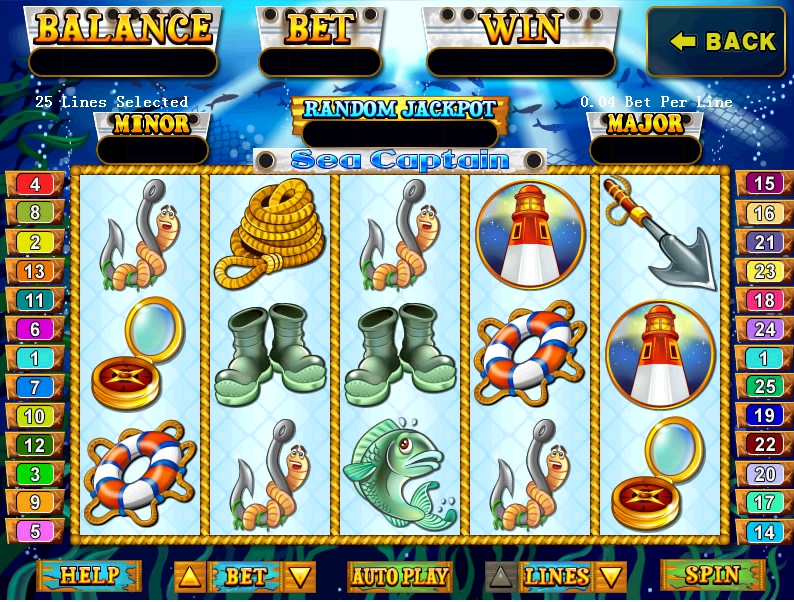 BALANCE
BET
WIN
BACK
25 Lines Selected
0.04 Bet Per Line
RANDOM JACKPOT
MINOR
MAJOR
Sea Captain
4
8
2
13
11
6
1
7
10
12
3
9
5
15
16
21
23
18
24
1
25
19
22
20
17
14
HELP
BET
AUTO PLAY
LINES
SPIN